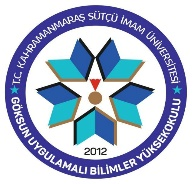 T.C. KAHRAMANMARAŞ SÜTÇÜ İMAM ÜNİVERSİTESİ
2012
GÖKSUN UYGULAMALI BİLİMLER YÜKSEKOKULU